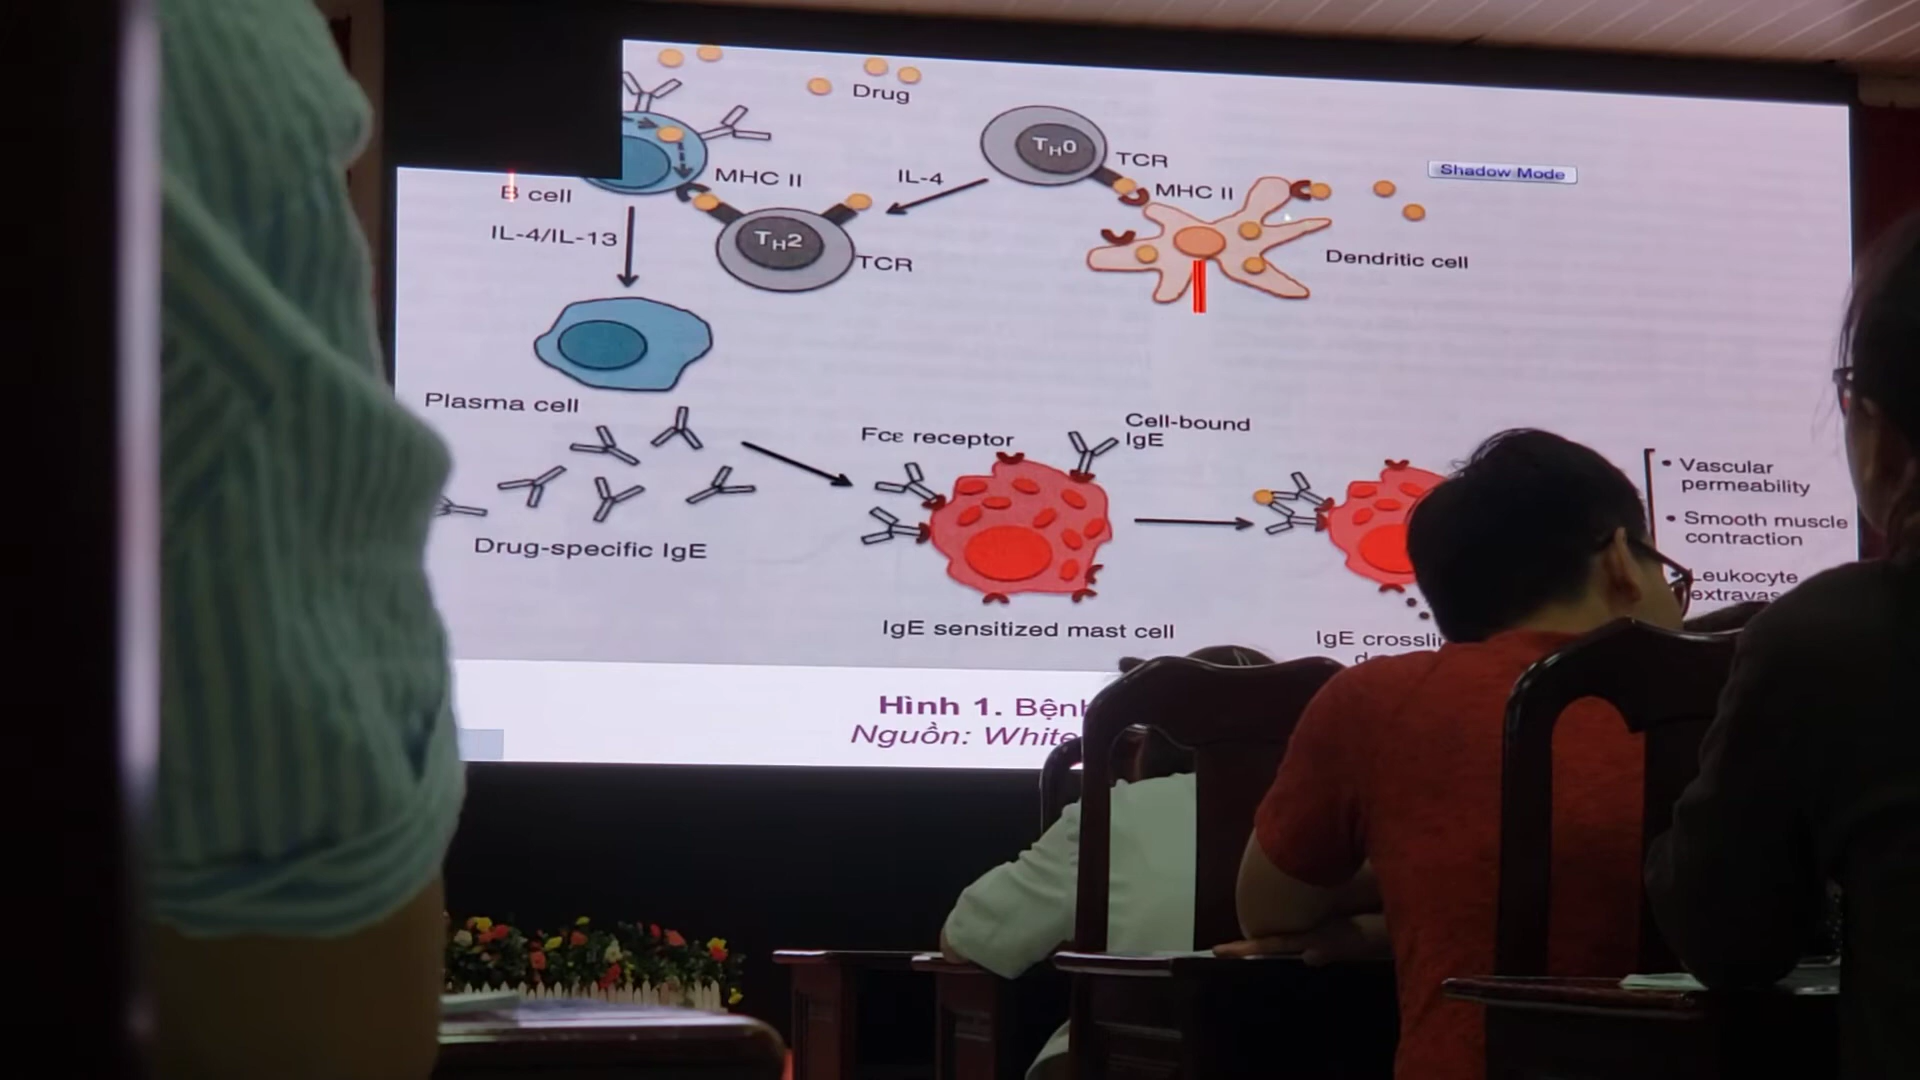 Drug
TH0
TCR
MHC II
IL-4
MHC II
Shadow Mode
B cell
IL-4/IL-13
TH2
TCR
Dendritic cell
Plasma cell
Fcε receptor
Cell-bound
IgE
Drug-specific IgE
IgE sensitized mast cell
IgE
• Vascular
permeability
• Smooth muscle
contraction
• Leukocyte
Hình 1.
Nguồn: White